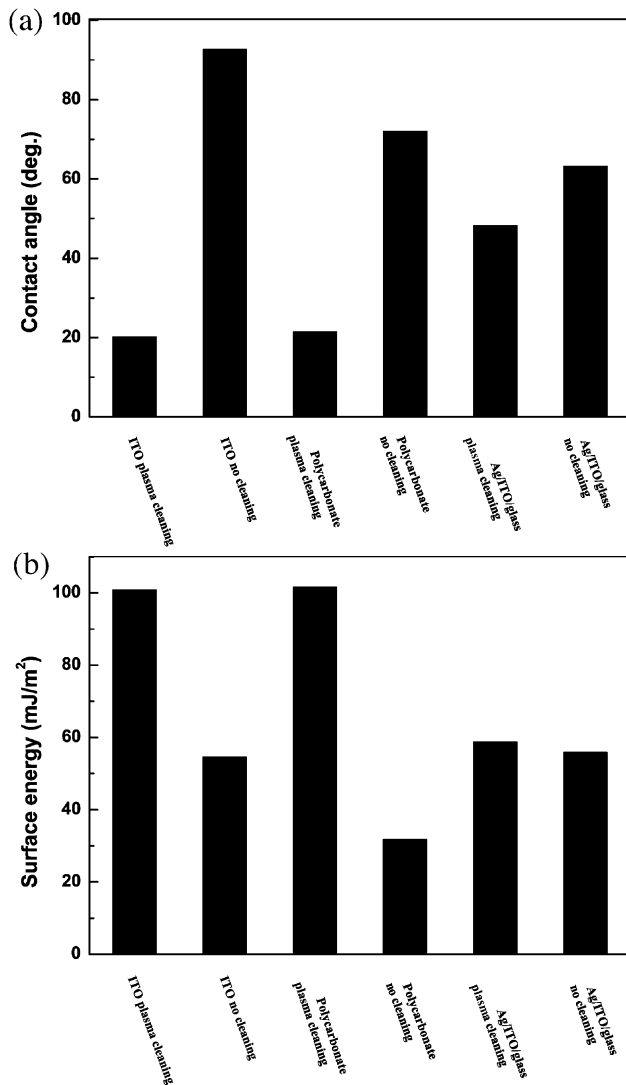 (a)
100
80
60
40
20
0
Contact angle (deg.)
ITO plasma cleaning
ITO no cleaning
Polycarbonate
plasma cleaning
Polycarbonate
no cleaning
Ag/ITO/glass
plasma cleaning
Ag/ITO/glass
no cleaning
(b)
100
80
60
40
20
0
Surface energy (mJ/m²)
ITO plasma cleaning
ITO no cleaning
Polycarbonate
plasma cleaning
Polycarbonate
no cleaning
Ag/ITO/glass
plasma cleaning
Ag/ITO/glass
no cleaning